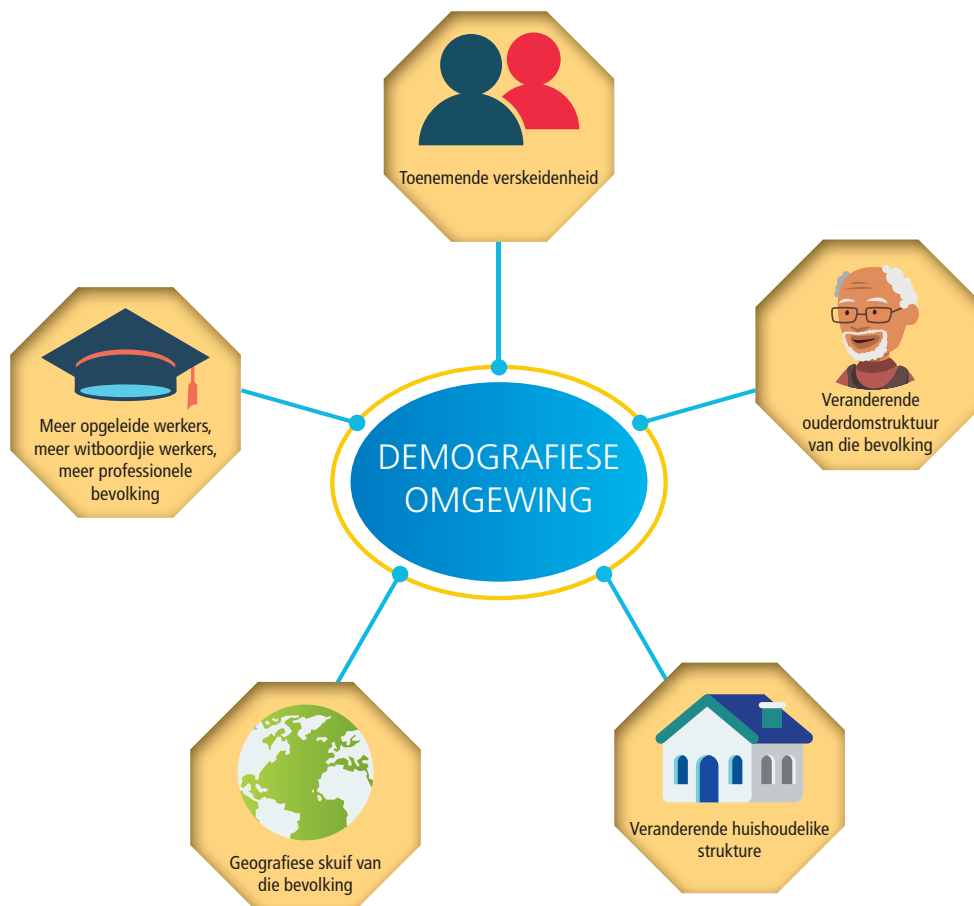 Toenemende verskeidenheid
Veranderende
ouderdomstruktuur
van die bevolking
Meer opgeleide werkers,
meer witboordjie werkers,
meer professionele
bevolking
DEMOGRAFIESE
OMGEWING
Geografiese skuif van
die bevolking
Veranderende huishoudelike
strukture